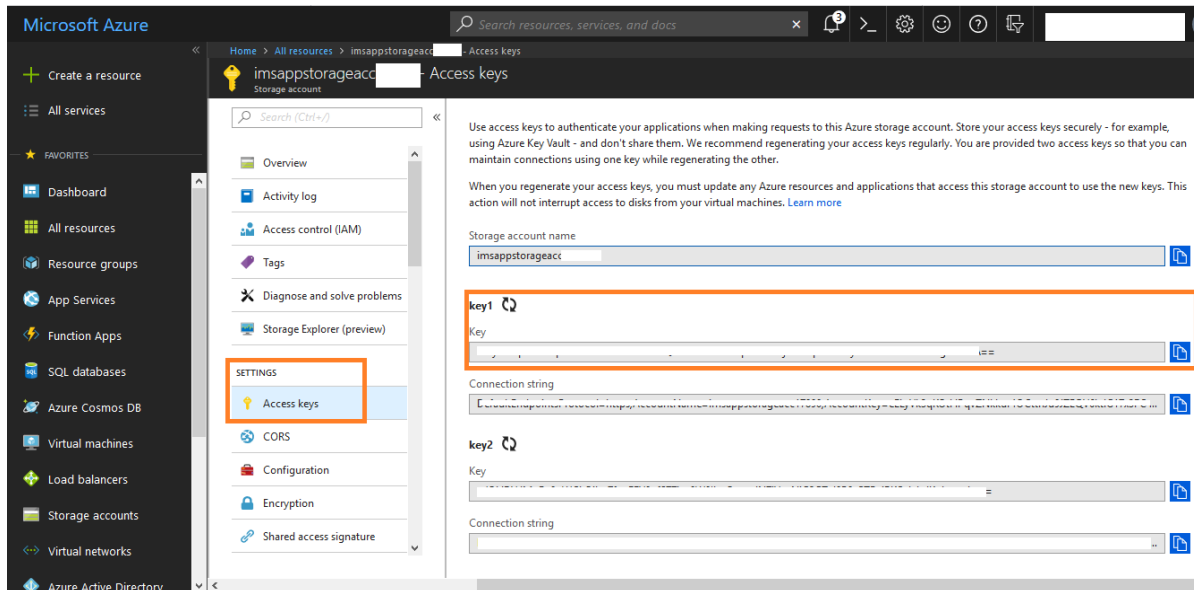 Microsoft Azure
Search resources, services, and docs
3
Home > All resources > imsappstorageacc - Access keys
imsappstorageacc - Access keys
Storage account
Create a resource
All services
FAVORITES
Dashboard
All resources
Resource groups
App Services
Function Apps
SQL databases
Azure Cosmos DB
Virtual machines
Load balancers
Storage accounts
Virtual networks
Azure Active Directory
Search (Ctrl+/)
Overview
Activity log
Access control (IAM)
Tags
Diagnose and solve problems
Storage Explorer (preview)
SETTINGS
Access keys
CORS
Configuration
Encryption
Shared access signature
Use access keys to authenticate your applications when making requests to this Azure storage account. Store your access keys securely - for example,
using Azure Key Vault - and don't share them. We recommend regenerating your access keys regularly. You are provided two access keys so that you can
maintain connections using one key while regenerating the other.
When you regenerate your access keys, you must update any Azure resources and applications that access this storage account to use the new keys. This
action will not interrupt access to disks from your virtual machines. Learn more
Storage account name
imsappstorageacc
key1
Key
==
Connection string
key2
Key
=
Connection string
..